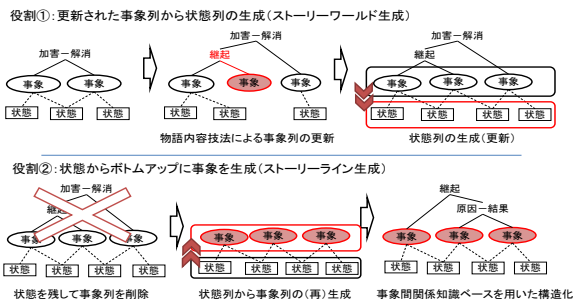 役割①：更新された事象列から状態列の生成（ストーリーワールド生成）
加害－解消
事象 事象
状態 状態 状態
加害－解消
継起
事象 事象 事象
状態 状態 状態
物語内容技法による事象列の更新
加害－解消
継起
事象 事象 事象
状態 状態 状態 状態
状態列の生成（更新）
役割②：状態からボトムアップに事象を生成（ストーリーライン生成）
加害－解消
継起
事象 事象 事象
状態 状態 状態 状態
状態を残して事象列を削除
事象 事象 事象
状態 状態 状態 状態
状態列から事象列の（再）生成
継起
原因－結果
事象 事象 事象
状態 状態 状態 状態
事象間関係知識ベースを用いた構造化